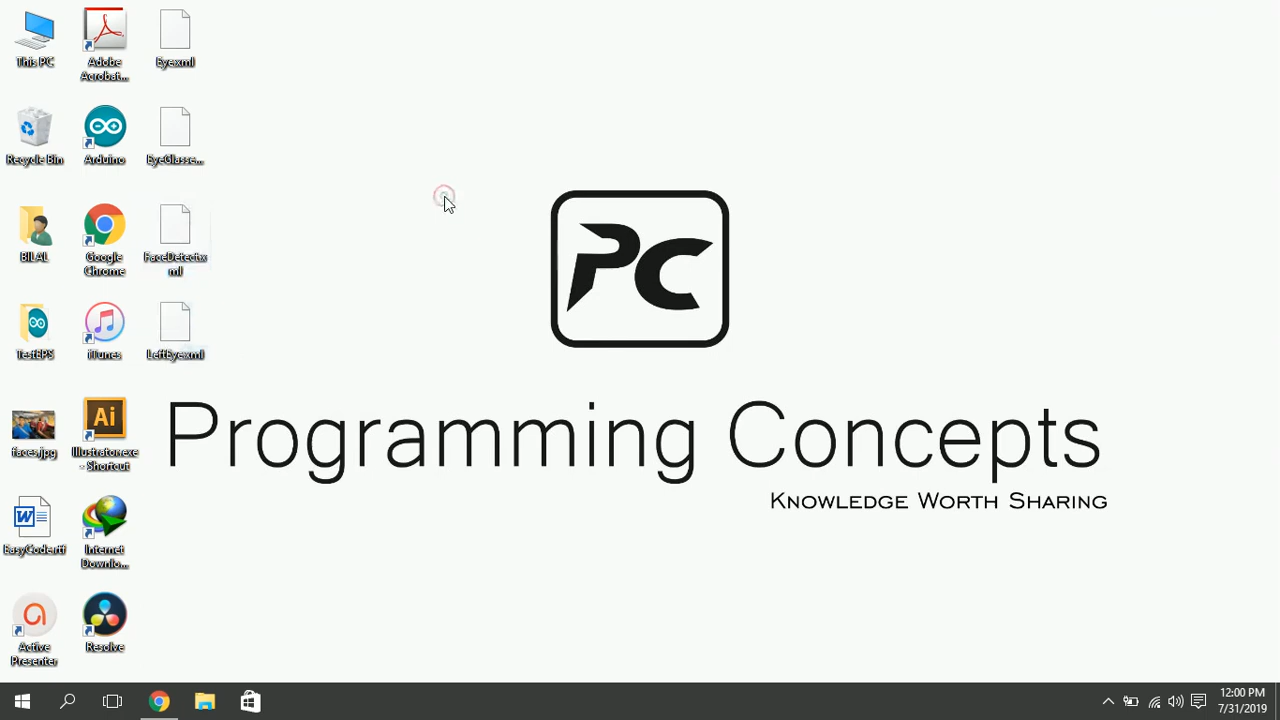 This PC
Adobe
Acrobat...
Eye.xml
Recycle Bin
Arduino
EyeGlasse...
BILAL
Google
Chrome
FaceDetect.x
ml
TestEPS
iTunes
LeftEye.xml
faces.jpg
Ai
Illustrator.exe
- Shortcut
EasyCode.rtf
Internet
Downlo...
Active
Presenter
Resolve
PC
Programming Concepts
Knowledge Worth Sharing
12:00 PM
7/31/2019